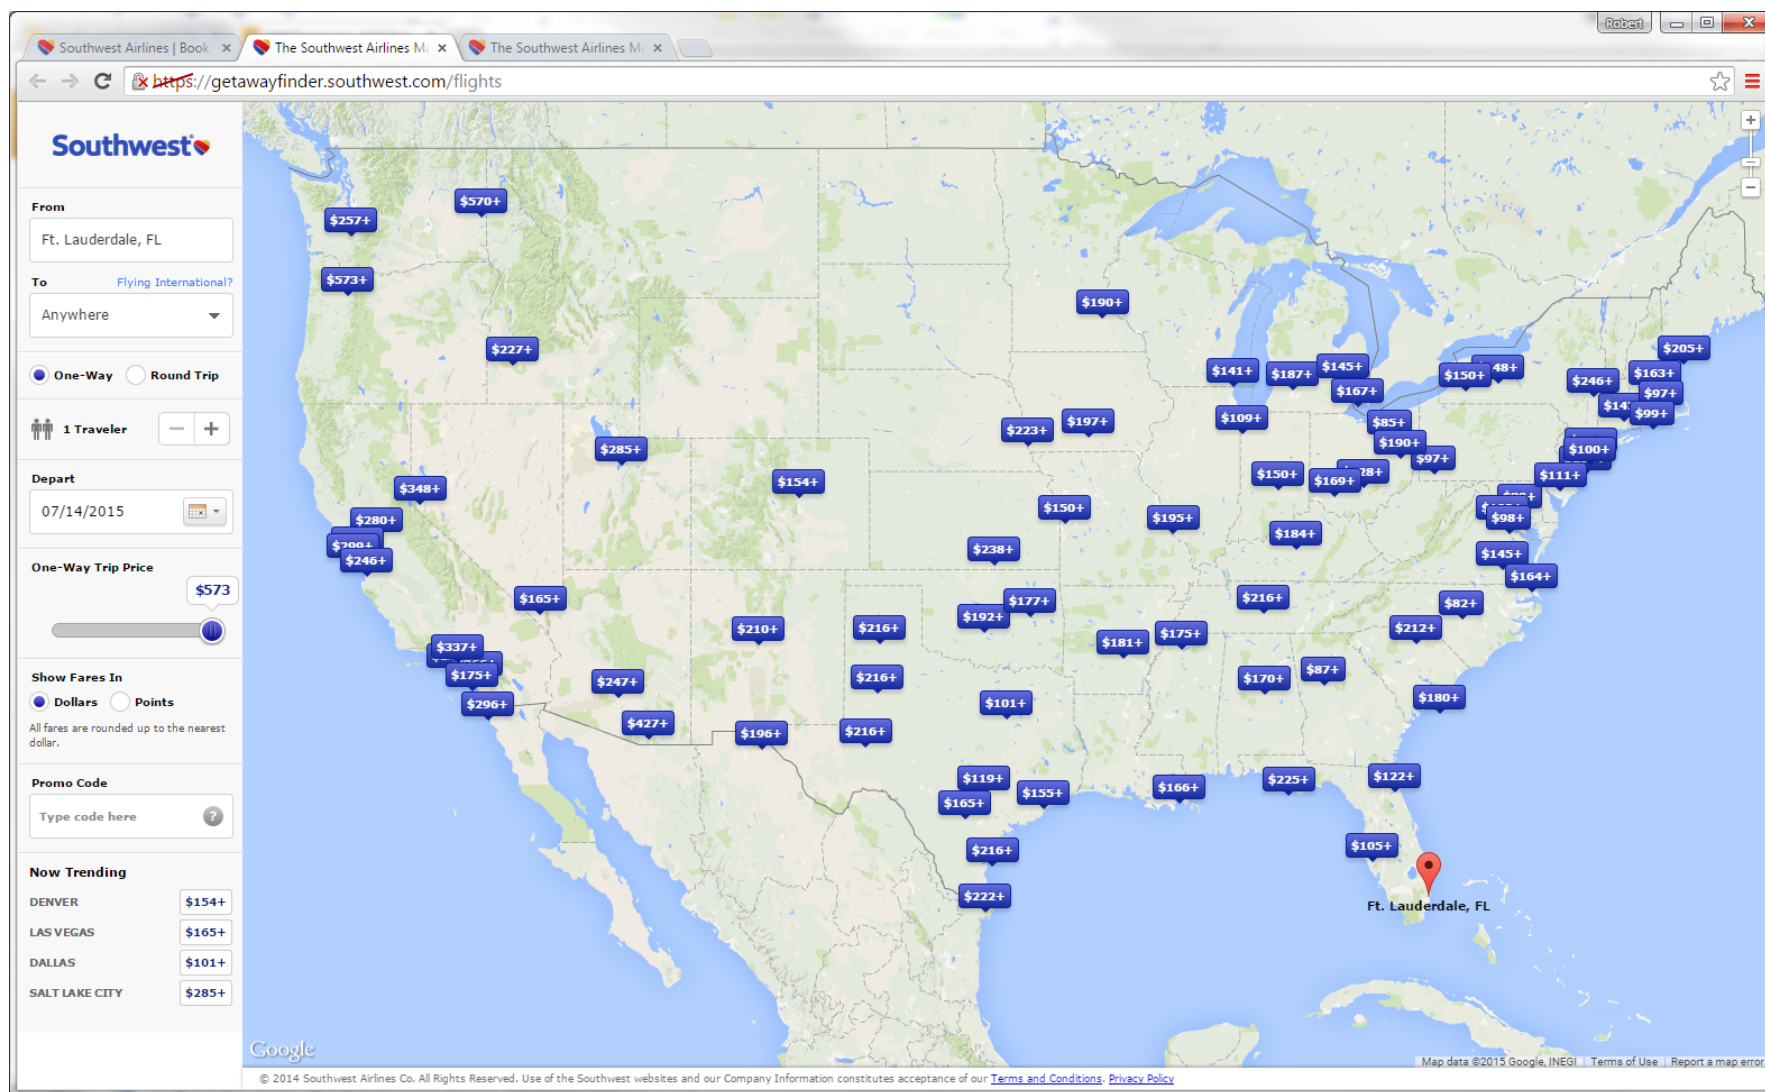 Robert
Southwest Airlines | Book
The Southwest Airlines Ma
The Southwest Airlines Ma
https://getawayfinder.southwest.com/flights
Southwest
From
Ft. Lauderdale, FL
To Flying International?
Anywhere
One-Way Round Trip
1 Traveler
Depart
07/14/2015
One-Way Trip Price
$573
Show Fares In
Dollars Points
All fares are rounded up to the nearest
dollar.
Promo Code
Type code here
Now Trending
DENVER $154+
LAS VEGAS $165+
DALLAS $101+
SALT LAKE CITY $285+
$570+
$257+
$573+
$190+
$227+
$205+
$141+
$187+
$145+
$150+
48+
$246+
$163+
$167+
$97+
$99+
$109+
$85+
$223+
$197+
$190+
$97+
$100+
$285+
$154+
$150+
$169+
28+
$111+
$348+
$280+
$299+
$246+
$150+
$195+
$98+
$184+
$238+
$145+
$164+
$165+
$177+
$192+
$216+
$82+
$210+
$216+
$212+
$337+
$175+
$296+
$181+
$175+
$247+
$216+
$170+
$87+
$427+
$101+
$180+
$196+
$216+
$119+
$165+
$155+
$166+
$225+
$122+
$216+
$105+
$222+
Ft. Lauderdale, FL
Google
Map data ©2015 Google, INEGI Terms of Use Report a map error
© 2014 Southwest Airlines Co. All Rights Reserved. Use of the Southwest websites and our Company Information constitutes acceptance of our Terms and Conditions. Privacy Policy